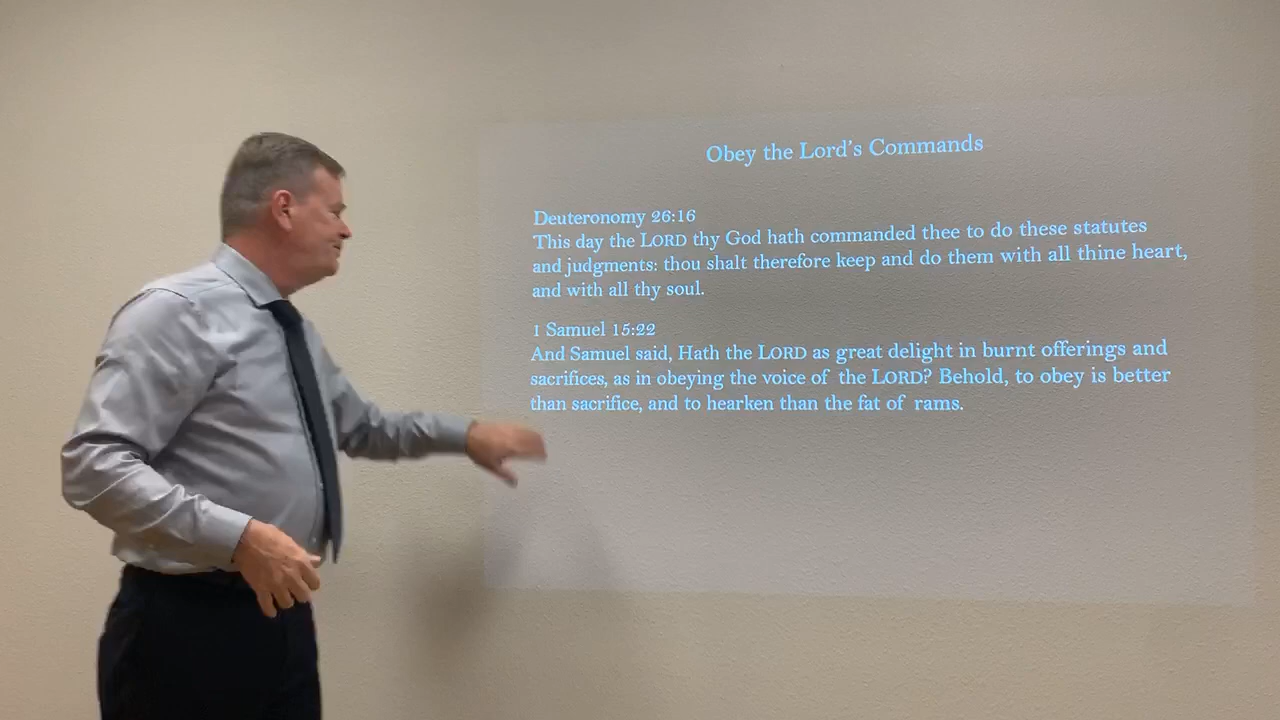 Obey the Lord's Commands
Deuteronomy 26:16
This day the LORD thy God hath commanded thee to do these statutes
and judgments: thou shalt therefore keep and do them with all thine heart,
and with all thy soul.
1 Samuel 15:22
And Samuel said, Hath the LORD as great delight in burnt offerings and
sacrifices, as in obeying the voice of the LORD? Behold, to obey is better
than sacrifice, and to hearken than the fat of rams.